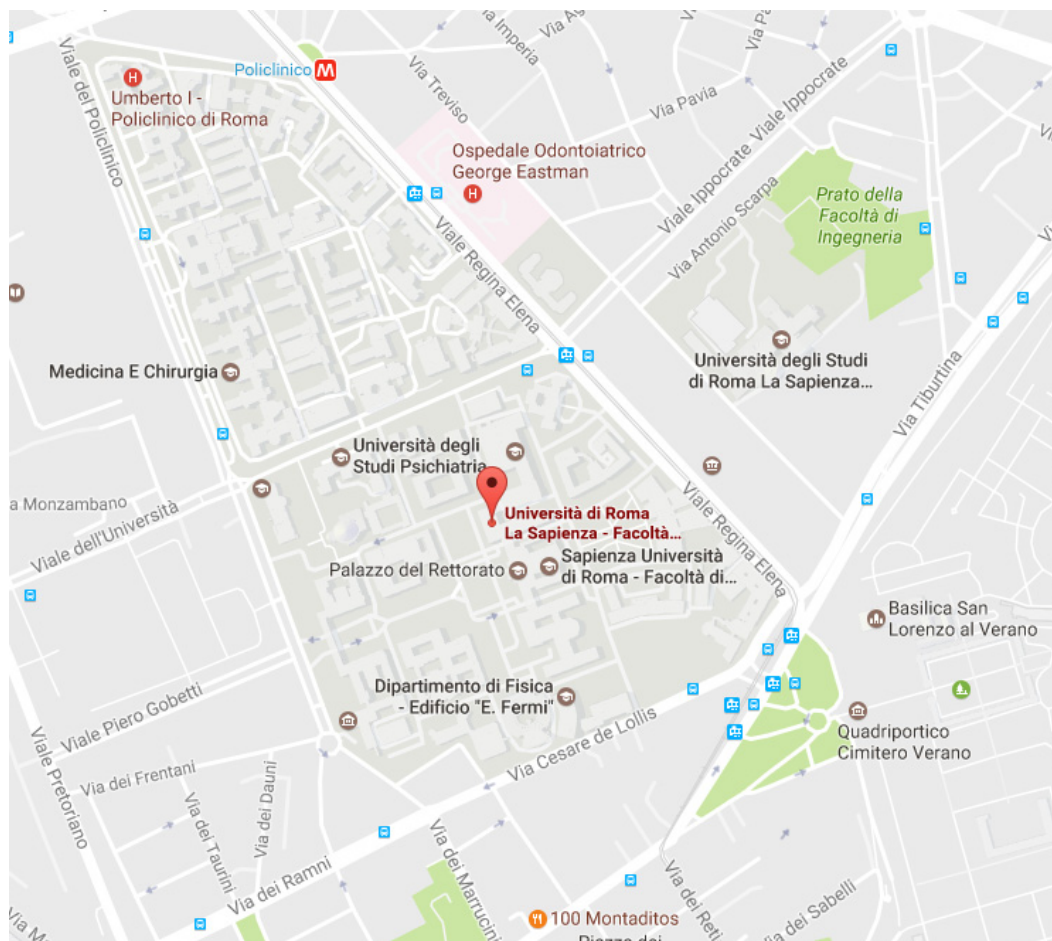 Via Imperia
Via Pavia
Policlinico M
Viale del Policlinico
H
Umberto I -
Policlinico di Roma
Via Treviso
Via Pavia
Viale Ippocrate
Viale Ippocrate
Ospedale Odontoiatrico
George Eastman
H
Via Antonio Scarpa
Prato della
Facoltà di
Ingegneria
Viale Regina Elena
Medicina E Chirurgia
Università degli Studi
di Roma La Sapienza...
Via Tiburtina
Università degli
Studi Psichiatria
a Monzambano
Viale dell'Università
Università di Roma
La Sapienza - Facoltà...
Viale Regina Elena
Palazzo del Rettorato
Sapienza Università
di Roma - Facoltà di...
Basilica San
Lorenzo al Verano
Dipartimento di Fisica
- Edificio "E. Fermi"
Viale Piero Gobetti
Viale Pretoriano
Via Cesare de Lollis
Quadriportico
Cimitero Verano
Via dei Frentani
Via dei Dauni
Via dei Taurini
Via dei Ramni
Via dei Marrucini
Via dei Reti
Via dei Sabelli
100 Montaditos
Piazza dei